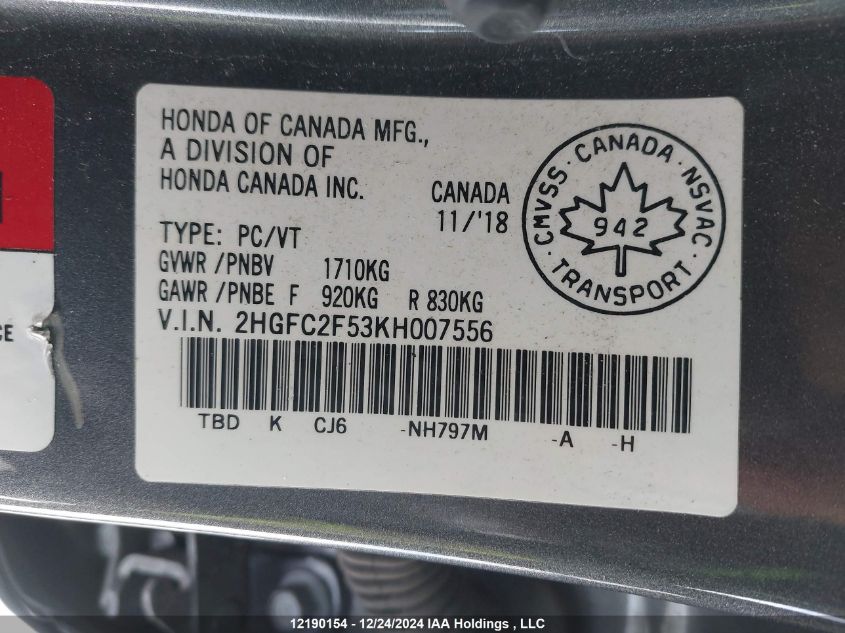 HONDA OF CANADA MFG.,
A DIVISION OF
HONDA CANADA INC.
CANADA
11/'18
TYPE: PC/VT
GVWR /PNBV 1710KG
GAWR /PNBE F 920KG R 830KG
V.I.N. 2HGFC2F53KH007556
TBD K CJ6 -NH797M -A -H
CMVSS · CANADA · NSVAC · TRANSPORT ·
942
CE
12190154 - 12/24/2024 IAA Holdings , LLC